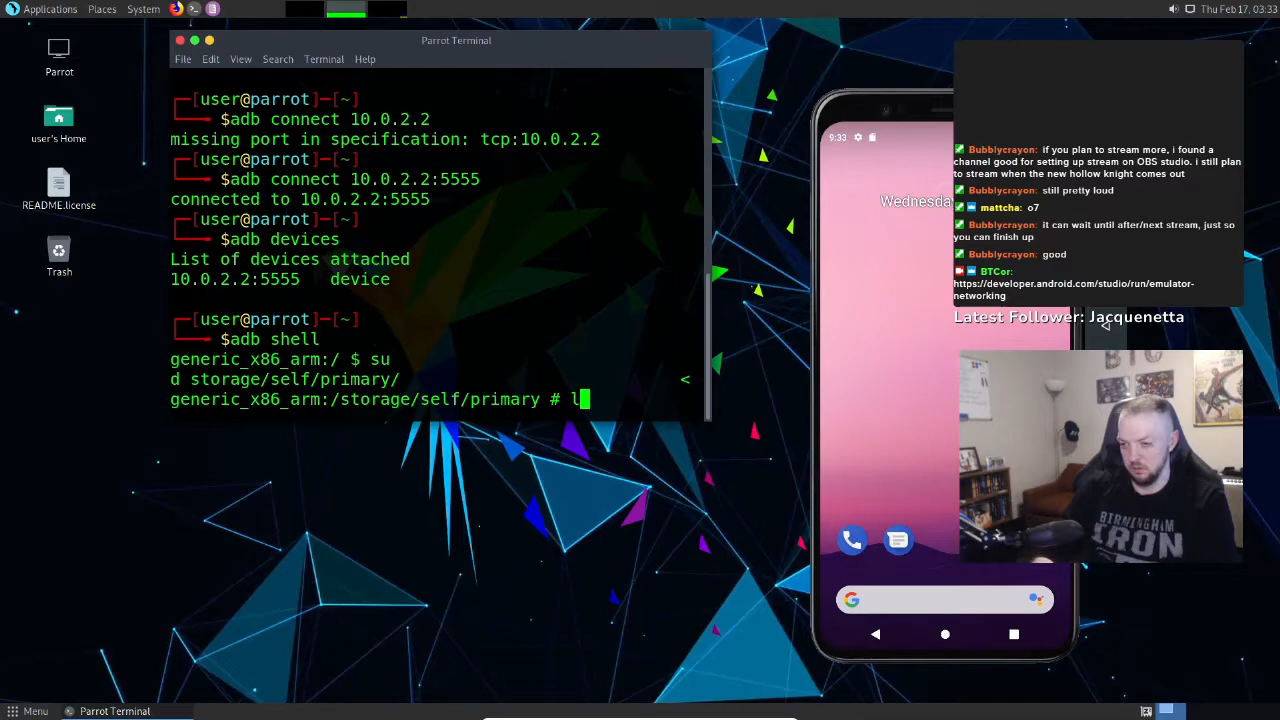 Applications Places System
Thu Feb 17, 03:33
Parrot
user's Home
README.license
Trash
Parrot Terminal
File Edit View Search Terminal Help
┌─[user@parrot]─[~]
└──╼ $adb connect 10.0.2.2
missing port in specification: tcp:10.0.2.2
┌─[user@parrot]─[~]
└──╼ $adb connect 10.0.2.2:5555
connected to 10.0.2.2:5555
┌─[user@parrot]─[~]
└──╼ $adb devices
List of devices attached
10.0.2.2:5555 device
┌─[user@parrot]─[~]
└──╼ $adb shell
generic_x86_arm:/ $ su
d storage/self/primary/ <
generic_x86_arm:/storage/self/primary # l
9:33
Wednesda
Bubblycrayon: if you plan to stream more, i found a
channel good for setting up stream on OBS studio. i still plan
to stream when the new hollow knight comes out
Bubblycrayon: still pretty loud
mattcha: o7
Bubblycrayon: it can wait until after/next stream, just so
you can finish up
Bubblycrayon: good
BTCor:
https://developer.android.com/studio/run/emulator-
networking
Latest Follower: Jacquenetta
BIRMINGHAM
IRON
Menu Parrot Terminal